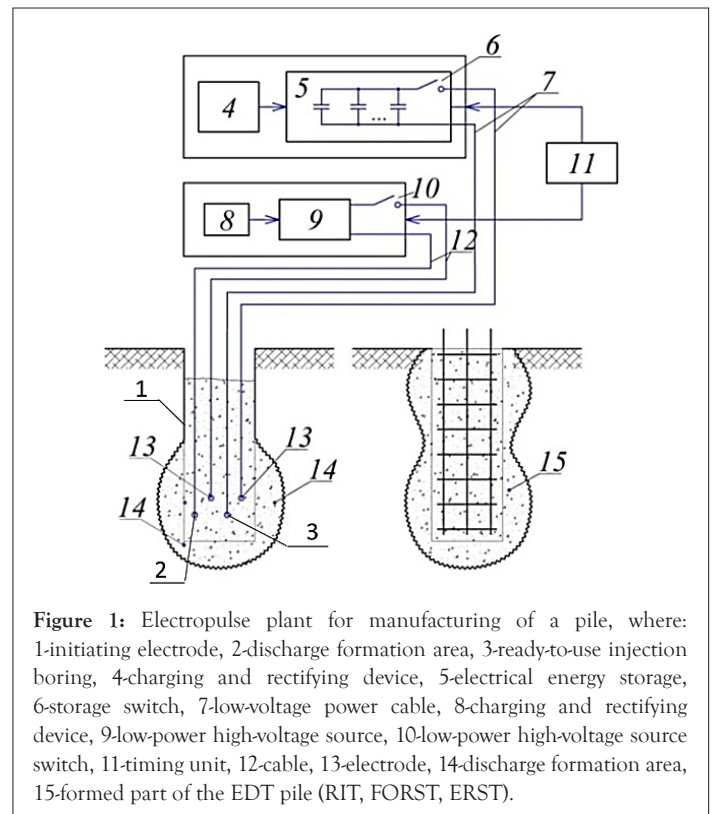 6
5
7
4
...
11
10
8
9
12
1
13
13
14
15
14
3
2
Figure 1: Electropulse plant for manufacturing of a pile, where:
1-initiating electrode, 2-discharge formation area, 3-ready-to-use injection
boring, 4-charging and rectifying device, 5-electrical energy storage,
6-storage switch, 7-low-voltage power cable, 8-charging and rectifying
device, 9-low-power high-voltage source, 10-low-power high-voltage source
switch, 11-timing unit, 12-cable, 13-electrode, 14-discharge formation area,
15-formed part of the EDT pile (RIT, FORST, ERST).